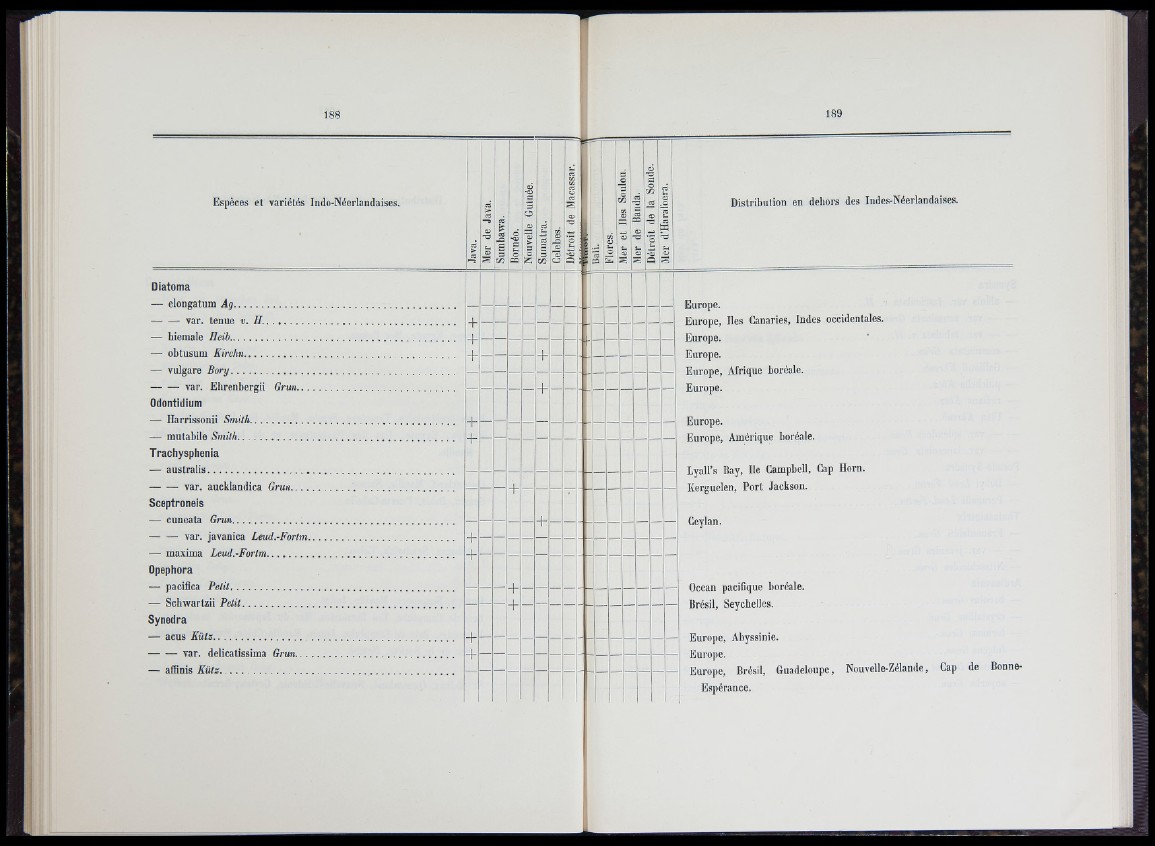 188
Espèces et variétés Indo-Néerlandaises.
Java.
Mer de Java.
Sumbawa.
Bornéo.
Nouvelle Guinée.
Sumatra.
Celebes.
Détroit de Macassar.
Diatoma
— elongatum Ag.
— — var. tenue v. H. +
— hiemale Heib. +
— obtusum Kirchn. + +
— vulgare Bory
— — var. Ehrenbergii Grun. +
Odontidium
— Harrissonii Smith. +
— mutabile Smith. +
Trachysphenia
— australis
— — var. aucklandica Grun. +
Sceptroneis
— cuneata Grun. +
— — var. javanica Leud.-Fortm. +
— maxima Leud.-Fortm. +
Opephora
— pacifica Petit. +
— Schwartzii Petit. +
Synedra
— acus Kütz. +
— — var. delicatissima Grun. +
— affinis Kütz.
189
Bali.
Flores.
Mer et Iles Soulou.
Mer de Banda.
Détroit de la Sonde.
Distribution en dehors des Indes-Néerlandaises.
Europe.
Europe, Iles Canaries, Indes occidentales.
Europe.
Europe.
Europe, Afrique boréale.
Europe.
Europe.
Europe, Amérique boréale.
Lyall's Bay, Ile Campbell, Cap Horn.
Kerguelen, Port Jackson.
Ceylan.
Ocean pacifique boréale.
Brésil, Seychelles.
Europe, Abyssinie.
Europe.
Europe, Brésil, Guadeloupe, Nouvelle-Zélande, Cap de Bonne-
Espérance.